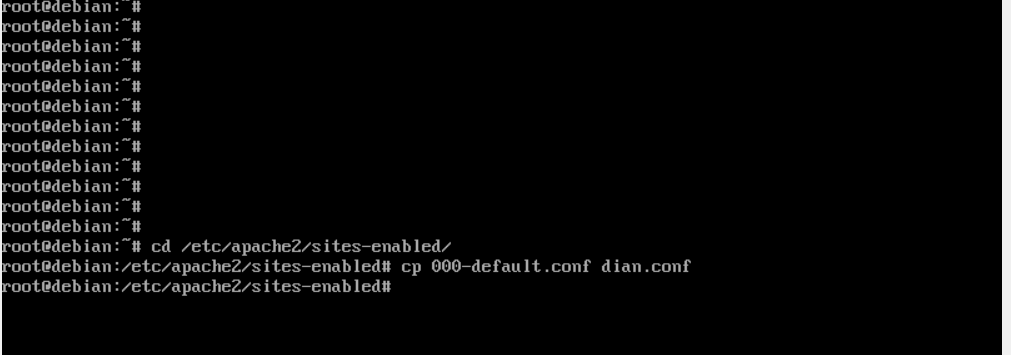 root@debian:~#
root@debian:~#
root@debian:~#
root@debian:~#
root@debian:~#
root@debian:~#
root@debian:~#
root@debian:~#
root@debian:~#
root@debian:~#
root@debian:~#
root@debian:~#
root@debian:~# cd /etc/apache2/sites-enabled/
root@debian:/etc/apache2/sites-enabled# cp 000-default.conf dian.conf
root@debian:/etc/apache2/sites-enabled#